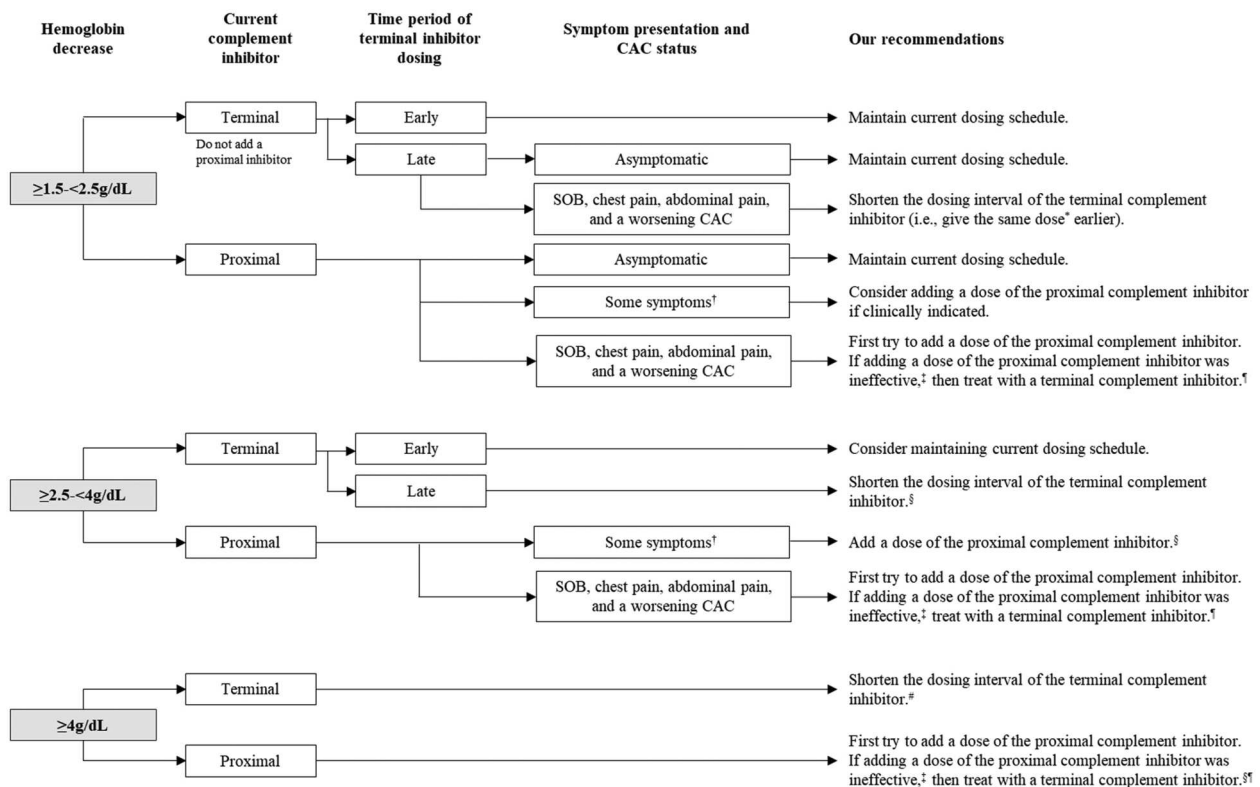 Hemoglobin
decrease
Current
complement
inhibitor
Time period of
terminal inhibitor
dosing
Symptom presentation and
CAC status
Our recommendations
≥1.5-<2.5g/dL
Terminal
Do not add a
proximal inhibitor
Early
Maintain current dosing schedule.
Late
Asymptomatic
Maintain current dosing schedule.
SOB, chest pain, abdominal pain,
and a worsening CAC
Shorten the dosing interval of the terminal complement
inhibitor (i.e., give the same dose* earlier).
Proximal
Asymptomatic
Maintain current dosing schedule.
Some symptoms†
Consider adding a dose of the proximal complement inhibitor
if clinically indicated.
SOB, chest pain, abdominal pain,
and a worsening CAC
First try to add a dose of the proximal complement inhibitor.
If adding a dose of the proximal complement inhibitor was
ineffective,‡ then treat with a terminal complement inhibitor.¶
≥2.5-<4g/dL
Terminal
Early
Consider maintaining current dosing schedule.
Late
Shorten the dosing interval of the terminal complement
inhibitor.§
Proximal
Some symptoms†
Add a dose of the proximal complement inhibitor.§
SOB, chest pain, abdominal pain,
and a worsening CAC
First try to add a dose of the proximal complement inhibitor.
If adding a dose of the proximal complement inhibitor was
ineffective,‡ treat with a terminal complement inhibitor.¶
≥4g/dL
Terminal
Shorten the dosing interval of the terminal complement
inhibitor.#
Proximal
First try to add a dose of the proximal complement inhibitor.
If adding a dose of the proximal complement inhibitor was
ineffective,‡ then treat with a terminal complement inhibitor.§¶